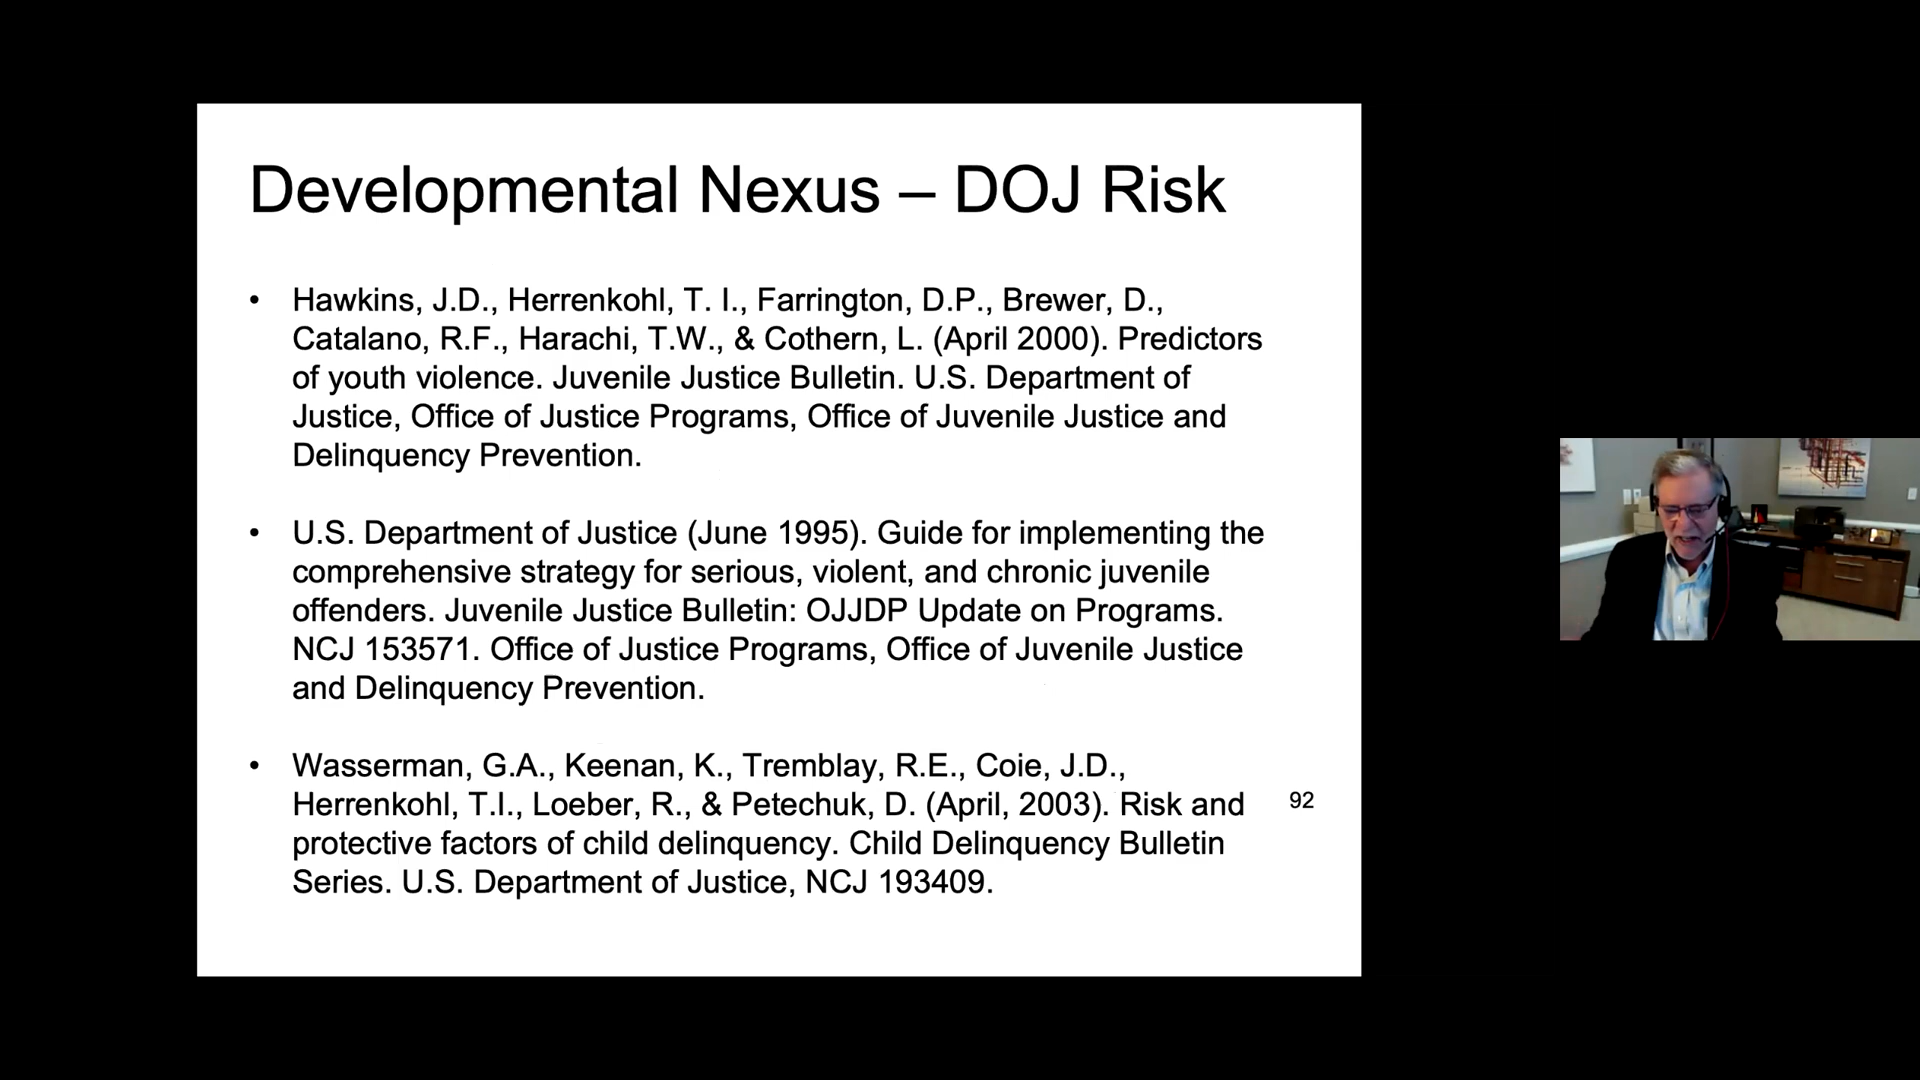 Developmental Nexus – DOJ Risk
• Hawkins, J.D., Herrenkohl, T. I., Farrington, D.P., Brewer, D.,
Catalano, R.F., Harachi, T.W., & Cothern, L. (April 2000). Predictors
of youth violence. Juvenile Justice Bulletin. U.S. Department of
Justice, Office of Justice Programs, Office of Juvenile Justice and
Delinquency Prevention.
• U.S. Department of Justice (June 1995). Guide for implementing the
comprehensive strategy for serious, violent, and chronic juvenile
offenders. Juvenile Justice Bulletin: OJJDP Update on Programs.
NCJ 153571. Office of Justice Programs, Office of Juvenile Justice
and Delinquency Prevention.
• Wasserman, G.A., Keenan, K., Tremblay, R.E., Coie, J.D.,
Herrenkohl, T.I., Loeber, R., & Petechuk, D. (April, 2003). Risk and
protective factors of child delinquency. Child Delinquency Bulletin
Series. U.S. Department of Justice, NCJ 193409.
92